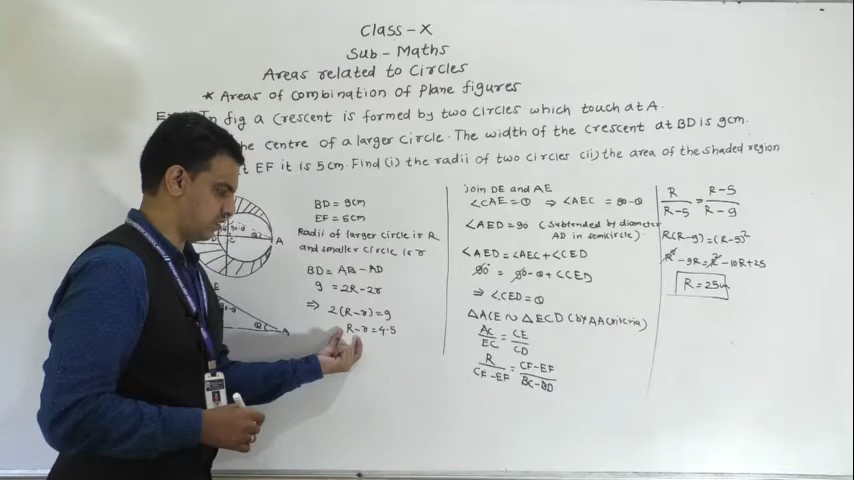 Class-X
Sub-Maths
Areas related to Circles
* Areas of combination of plane figures
In fig a crescent is formed by two circles which touch at A.
the centre of a larger circle. The width of the crescent at BD is 9cm.
at EF it is 5cm. Find (i) the radii of two circles (ii) the area of the shaded region
A
BD = 9cm
EF = 5cm
Radii of larger circle is R
and smaller circle is r
BD = AB - AD
9 = 2R-2r
⇒ 2(R-r)=9
R-r=4.5
E
θ
A
Join DE and AE
∠CAE=θ ⇒ ∠AEC = 90-θ
∠AED=90 (Subtended by diameter
AD in semicircle)
∠AED=∠AEC+∠CED
90 = 90-θ+∠CED
⇒ ∠CED=θ
△ACE ∼ △ECD (by AA criteria)
AC/EC = CE/CD
R/CF-EF = CF-EF/BC-BD
R/R-5 = R-5/R-9
R(R-9)=(R-5)²
R²-9R=R²-10R+25
R=25cm